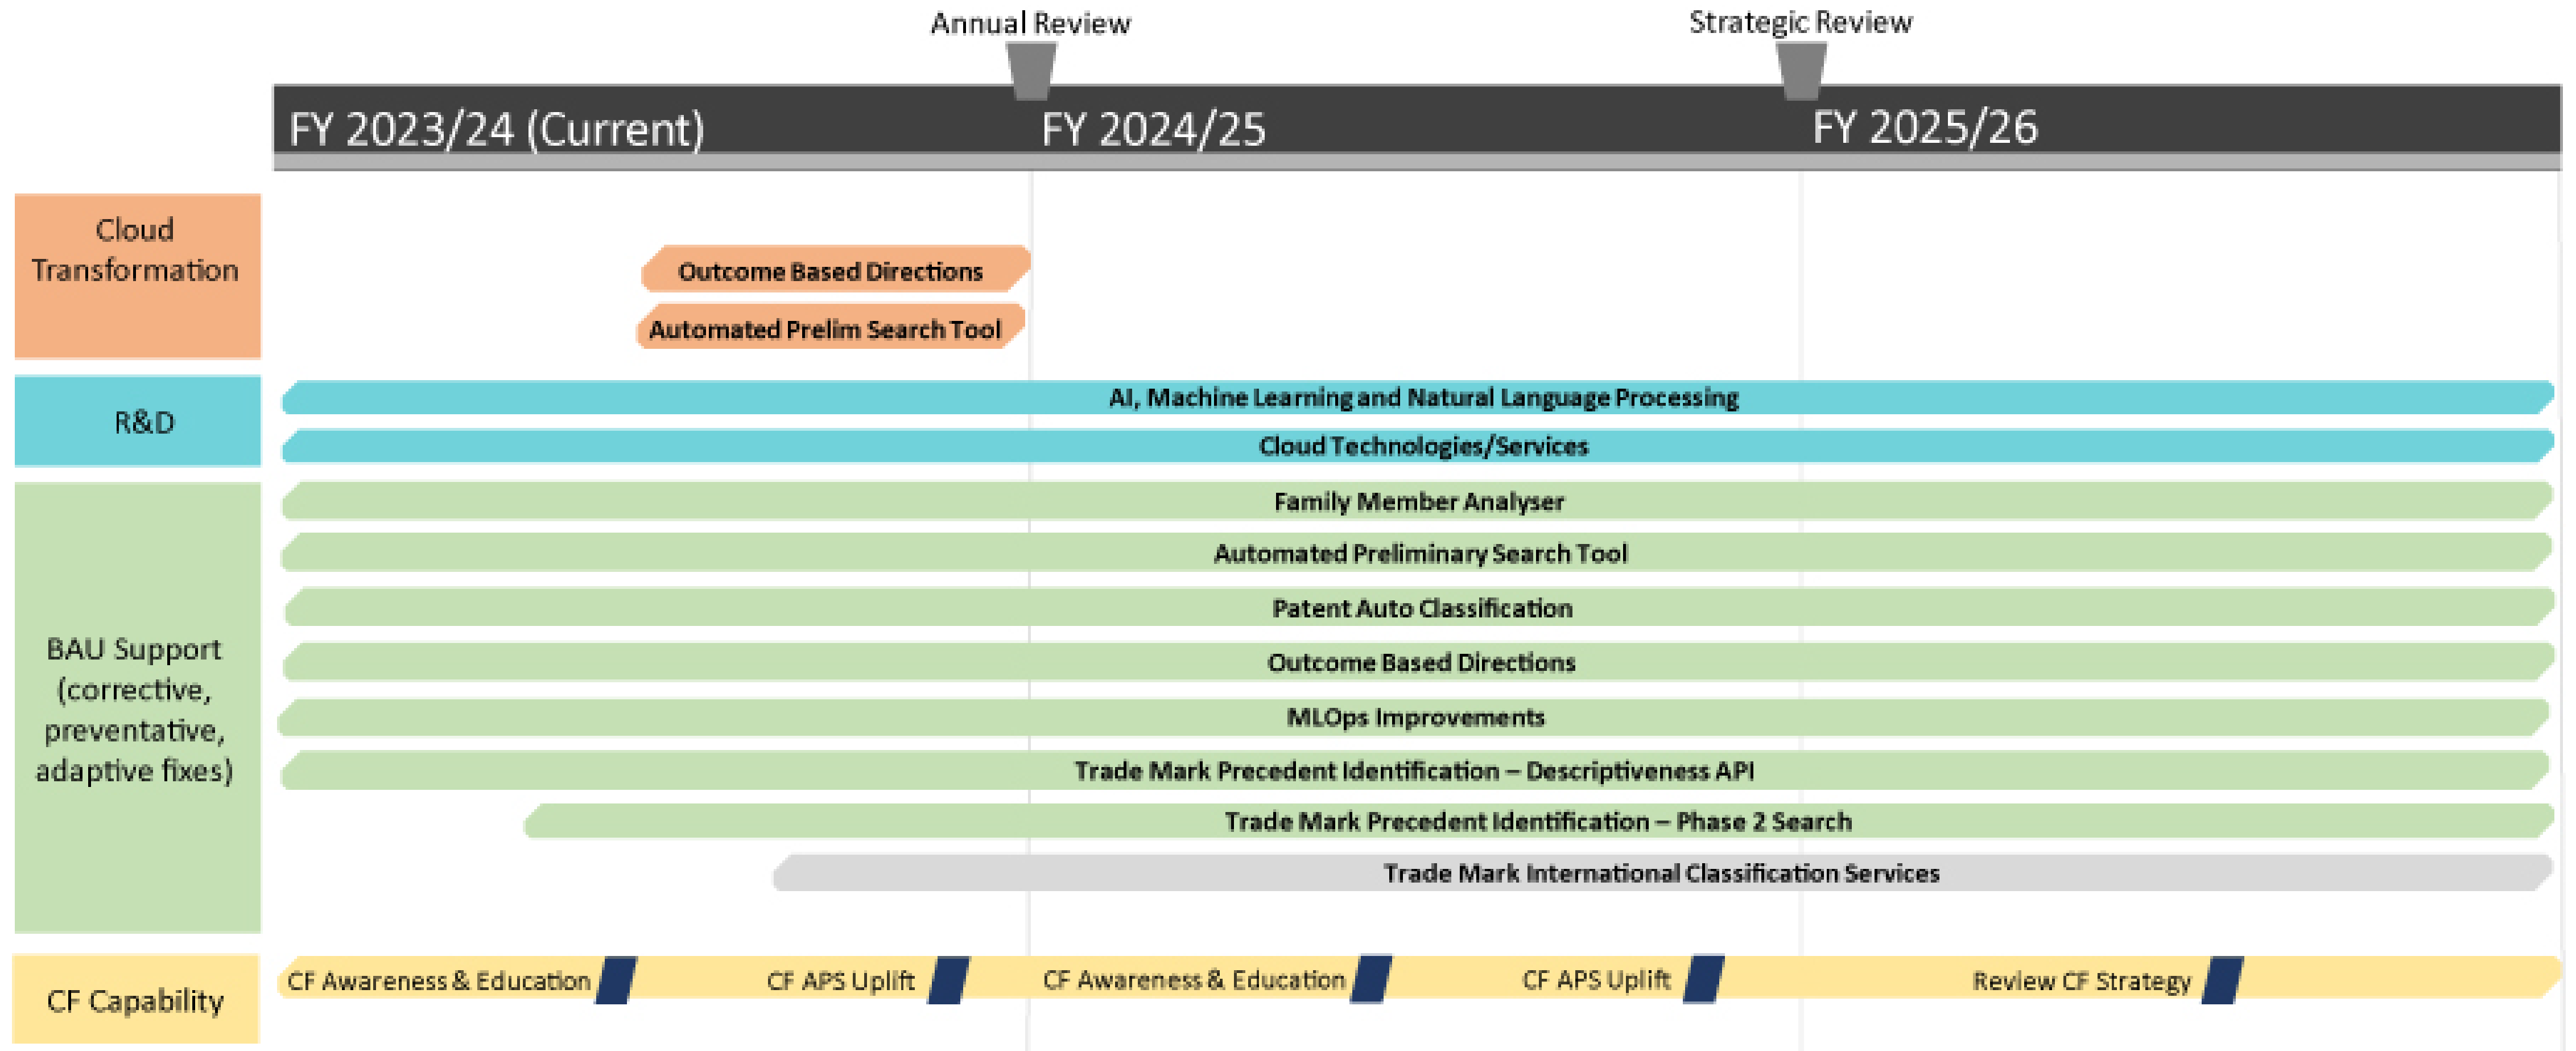 Annual Review
Strategic Review
FY 2023/24 (Current)
FY 2024/25
FY 2025/26
Cloud
Transformation
Outcome Based Directions
Automated Prelim Search Tool
R&D
AI, Machine Learning and Natural Language Processing
Cloud Technologies/Services
BAU Support
(corrective,
preventative,
adaptive fixes)
Family Member Analyser
Automated Preliminary Search Tool
Patent Auto Classification
Outcome Based Directions
MLOps Improvements
Trade Mark Precedent Identification – Descriptiveness API
Trade Mark Precedent Identification – Phase 2 Search
Trade Mark International Classification Services
CF Capability
CF Awareness & Education
CF APS Uplift
CF Awareness & Education
CF APS Uplift
Review CF Strategy